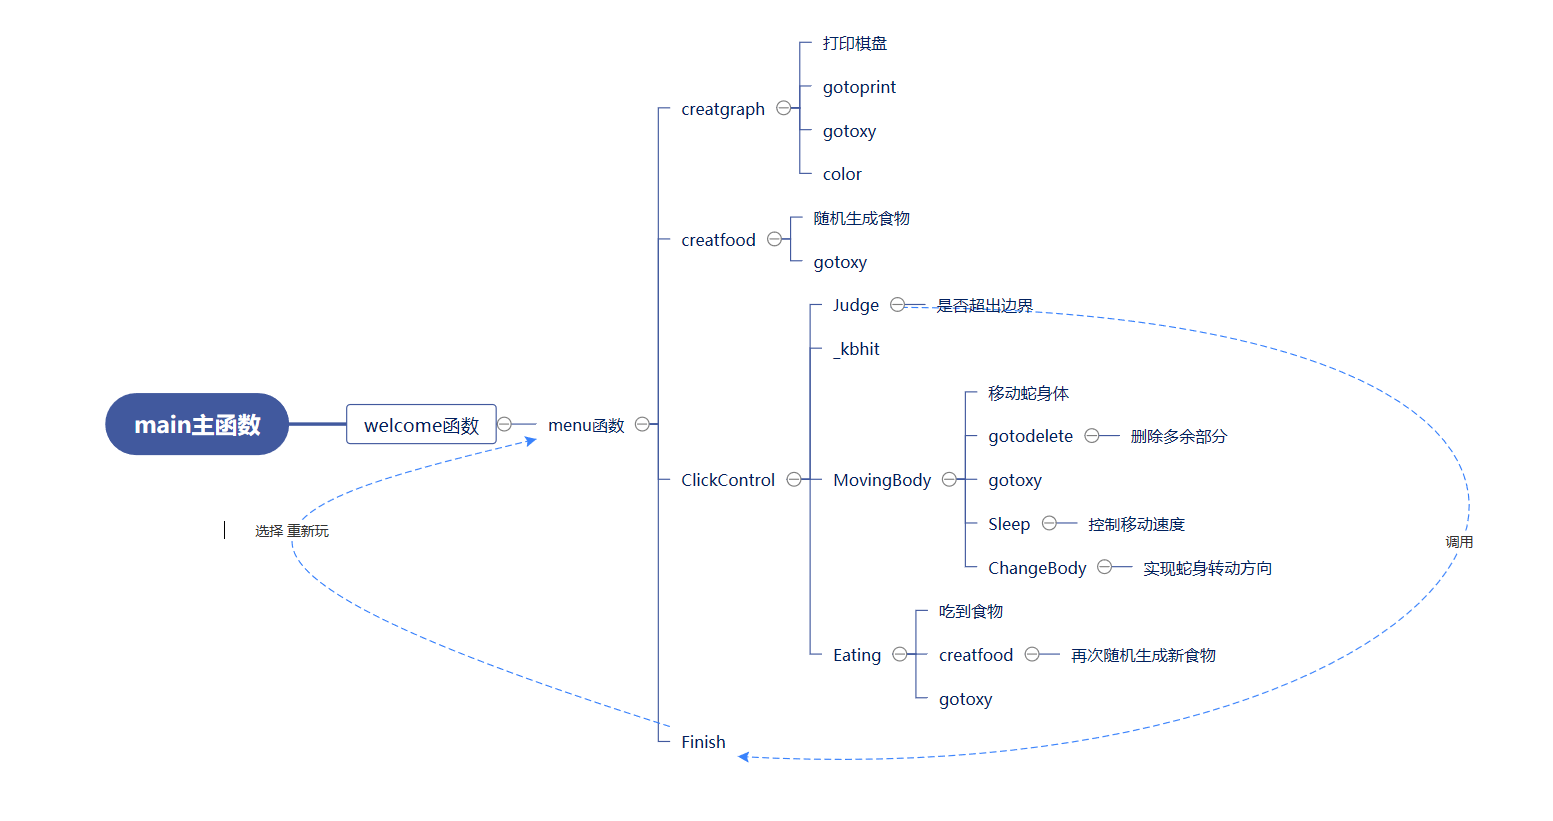 打印棋盘
gotoprint
creatgraph
gotoxy
color
随机生成食物
creatfood
gotoxy
Judge
是否超出边界
_kbhit
移动蛇身体
main主函数
welcome函数
menu函数
gotodelete
删除多余部分
ClickControl
MovingBody
gotoxy
选择 重新玩
Sleep
控制移动速度
调用
ChangeBody
实现蛇身转动方向
吃到食物
Eating
creatfood
再次随机生成新食物
gotoxy
Finish